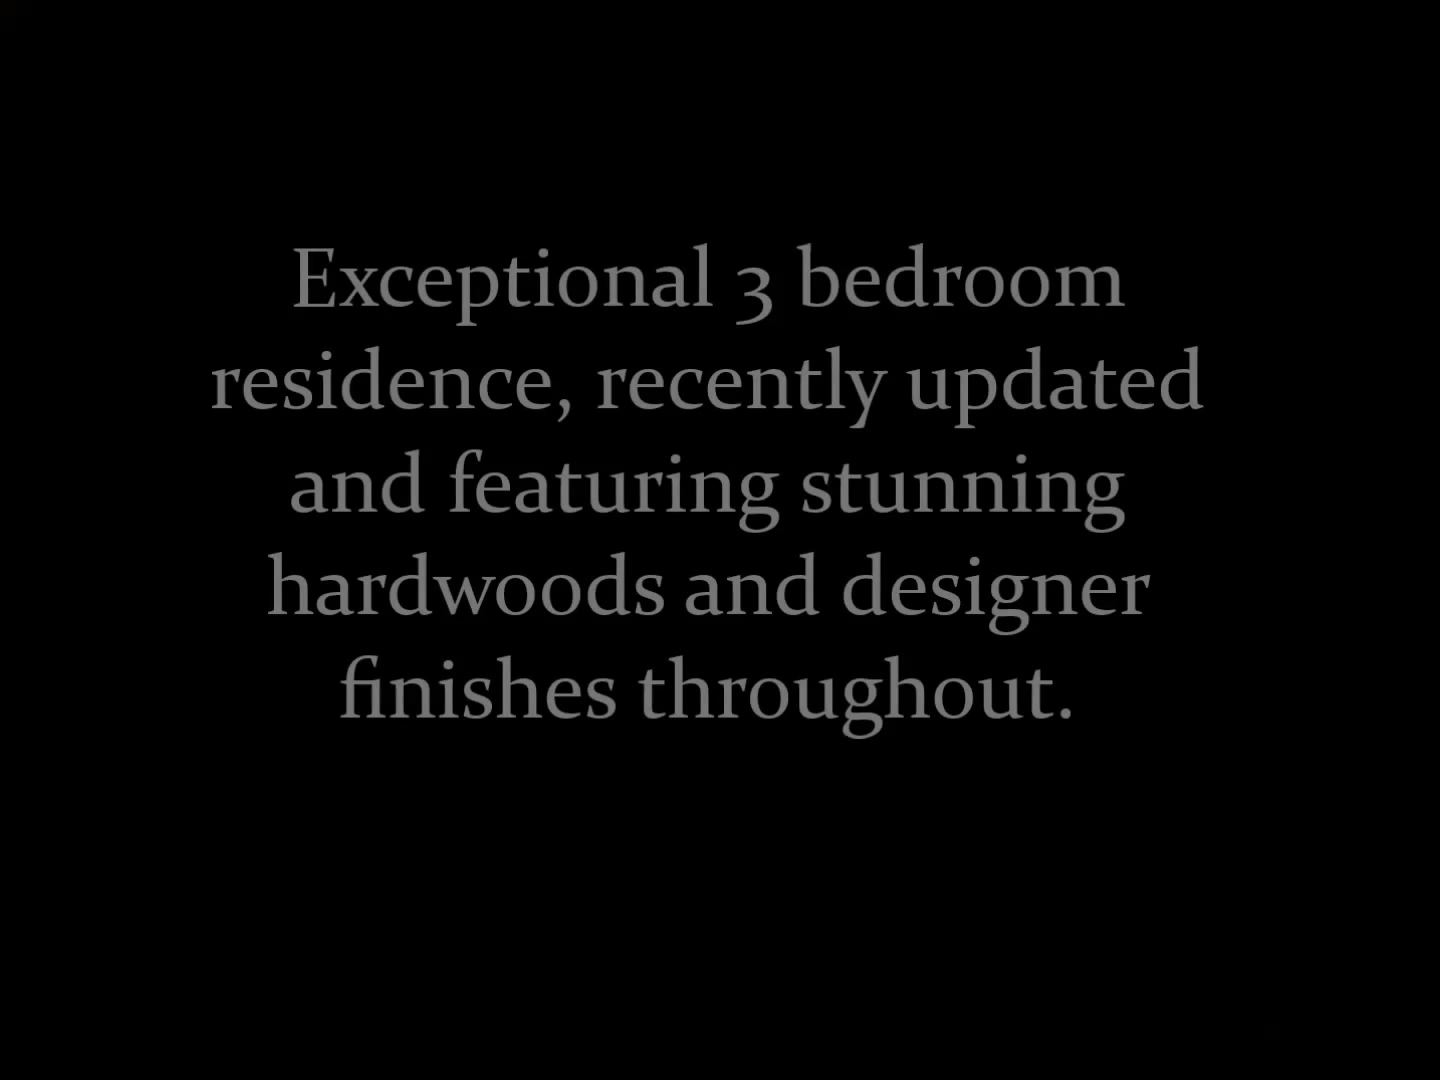 Exceptional 3 bedroom
residence, recently updated
and featuring stunning
hardwoods and designer
finishes throughout.